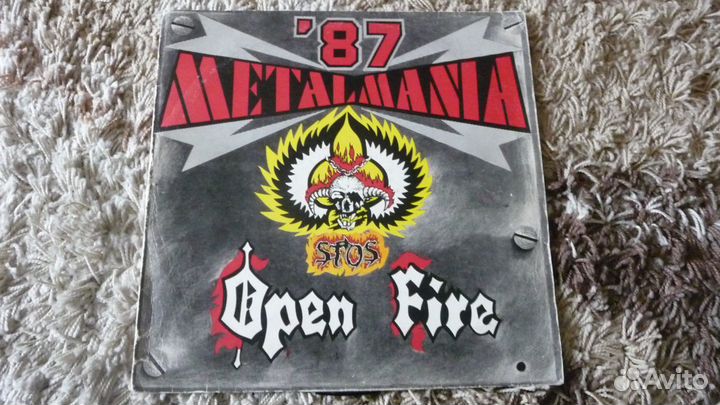 '87
METALMANIA
STOS
Open Fire
Avito